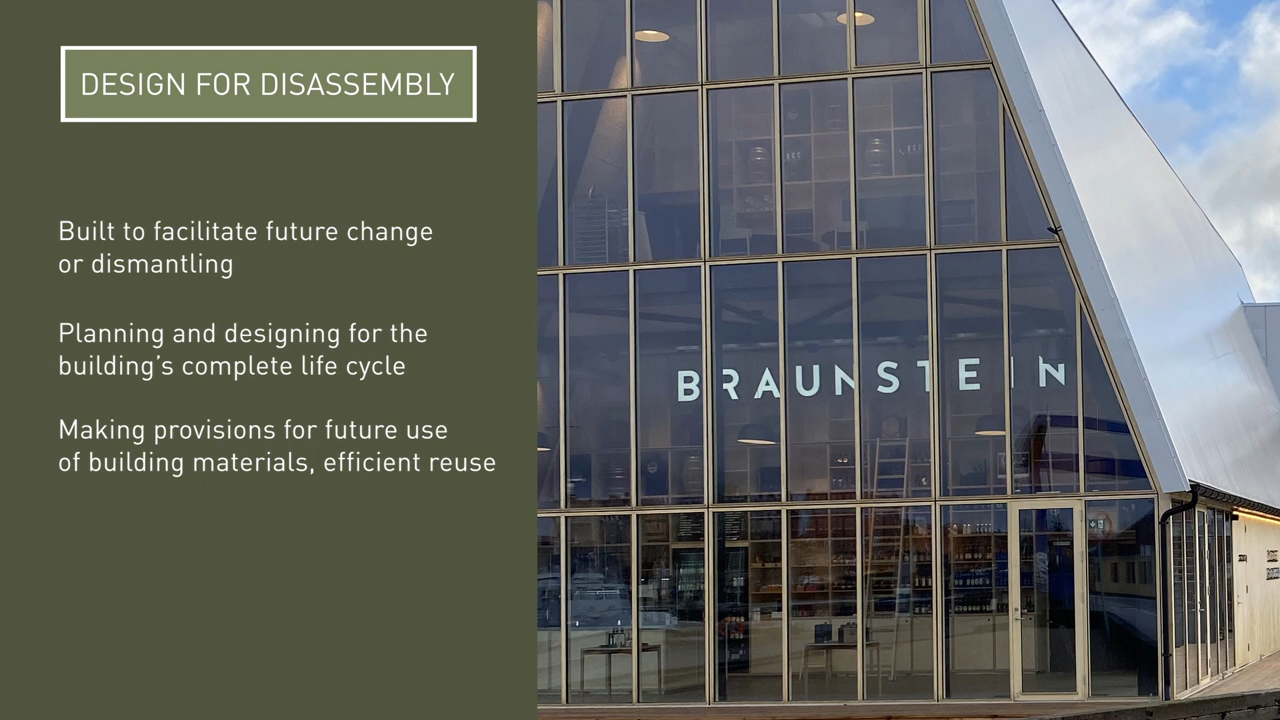 DESIGN FOR DISASSEMBLY
Built to facilitate future change
or dismantling
Planning and designing for the
building's complete life cycle
Making provisions for future use
of building materials, efficient reuse
BRAUNSTEIN